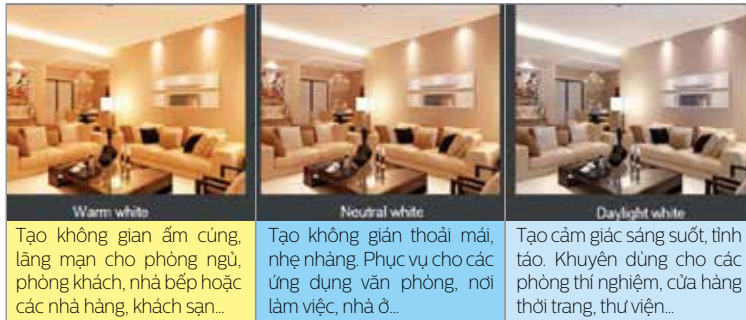 Warm white
Tạo không gian ấm cúng,
lãng mạn cho phòng ngủ,
phòng khách, nhà bếp hoặc
các nhà hàng, khách sạn...
Neutral white
Tạo không gián thoải mái,
nhẹ nhàng. Phục vụ cho các
ứng dụng văn phòng, nơi
làm việc, nhà ở...
Daylight white
Tạo cảm giác sáng suốt, tỉnh
táo. Khuyên dùng cho các
phòng thí nghiệm, cửa hàng
thời trang, thư viện...